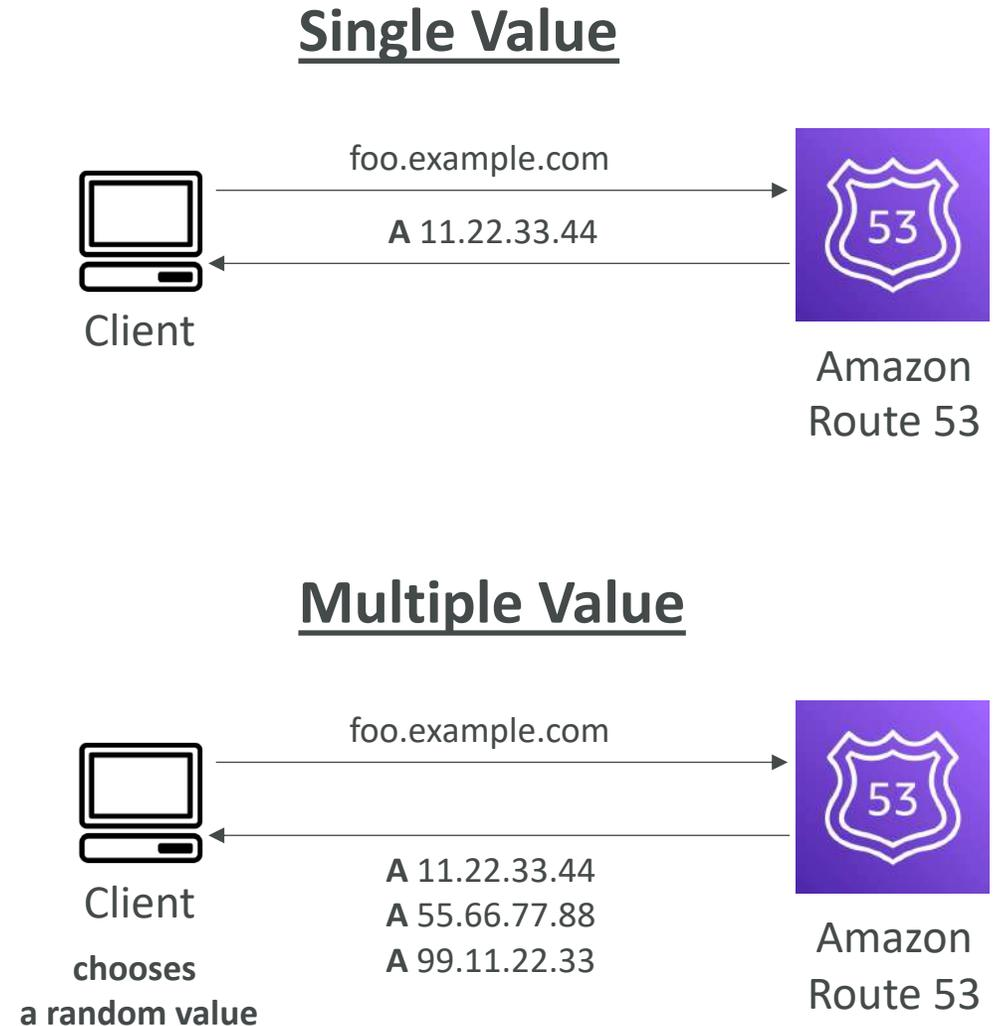 Single Value
foo.example.com
A 11.22.33.44
53
Client
Amazon
Route 53
Multiple Value
foo.example.com
53
A 11.22.33.44
A 55.66.77.88
A 99.11.22.33
Client
chooses
a random value
Amazon
Route 53